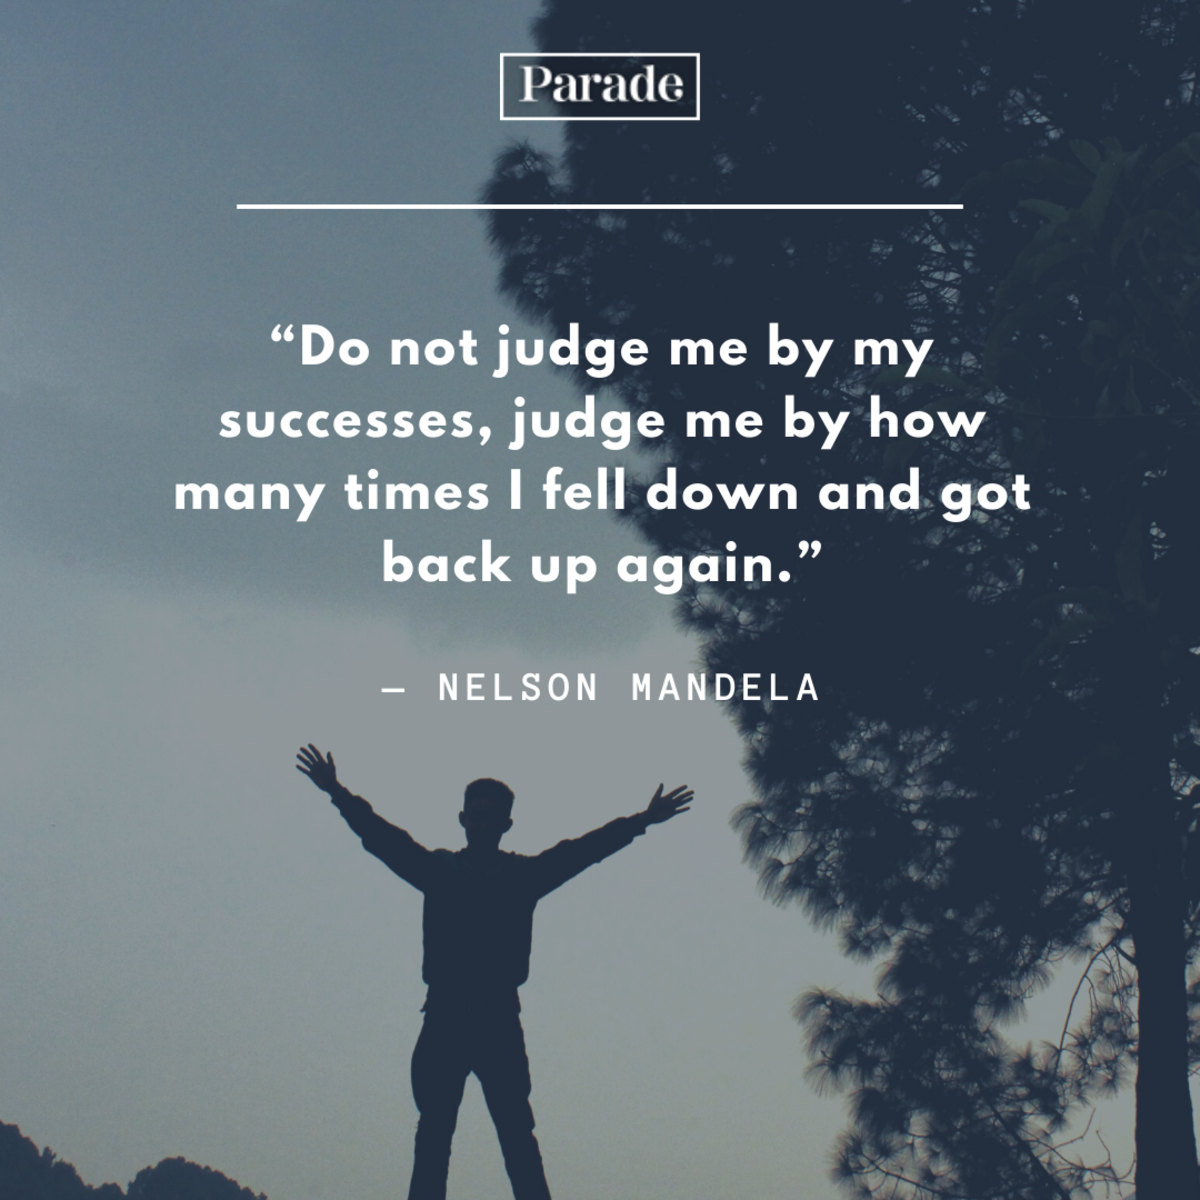 Parade
“Do not judge me by my
successes, judge me by how
many times I fell down and got
back up again.”
– NELSON MANDELA